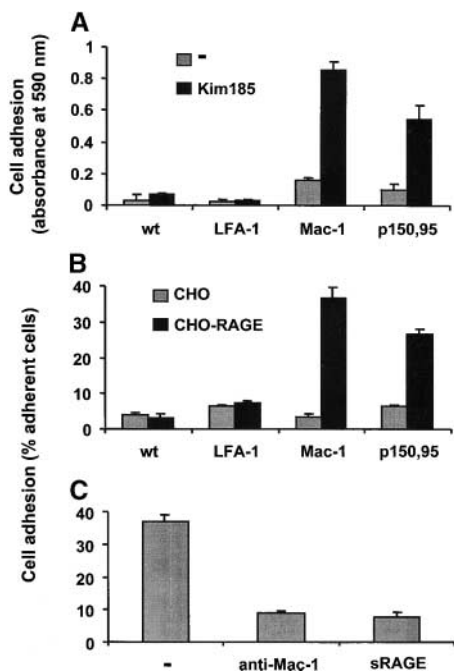 A
Cell adhesion
(absorbance at 590 nm)
1
0.8
0.6
0.4
0.2
0
-
Kim185
wt LFA-1 Mac-1 p150,95
B
Cell adhesion (% adherent cells)
40
30
20
10
0
CHO
CHO-RAGE
wt LFA-1 Mac-1 p150,95
C
40
30
20
10
0
- anti-Mac-1 sRAGE